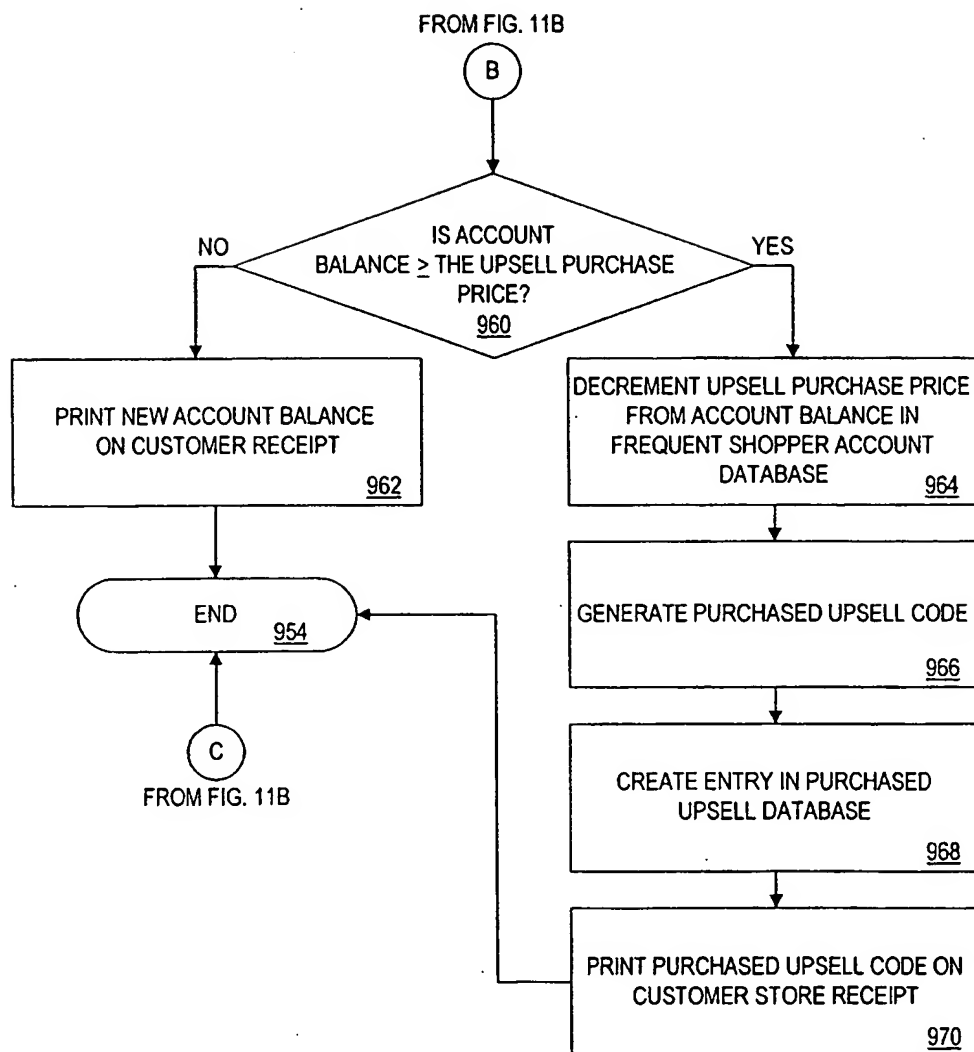 FROM FIG. 11B
B
IS ACCOUNT
BALANCE ≥ THE UPSELL PURCHASE
PRICE?
960
NO
YES
PRINT NEW ACCOUNT BALANCE
ON CUSTOMER RECEIPT
962
DECREMENT UPSELL PURCHASE PRICE
FROM ACCOUNT BALANCE IN
FREQUENT SHOPPER ACCOUNT
DATABASE
964
END
954
GENERATE PURCHASED UPSELL CODE
966
C
FROM FIG. 11B
CREATE ENTRY IN PURCHASED
UPSELL DATABASE
968
PRINT PURCHASED UPSELL CODE ON
CUSTOMER STORE RECEIPT
970